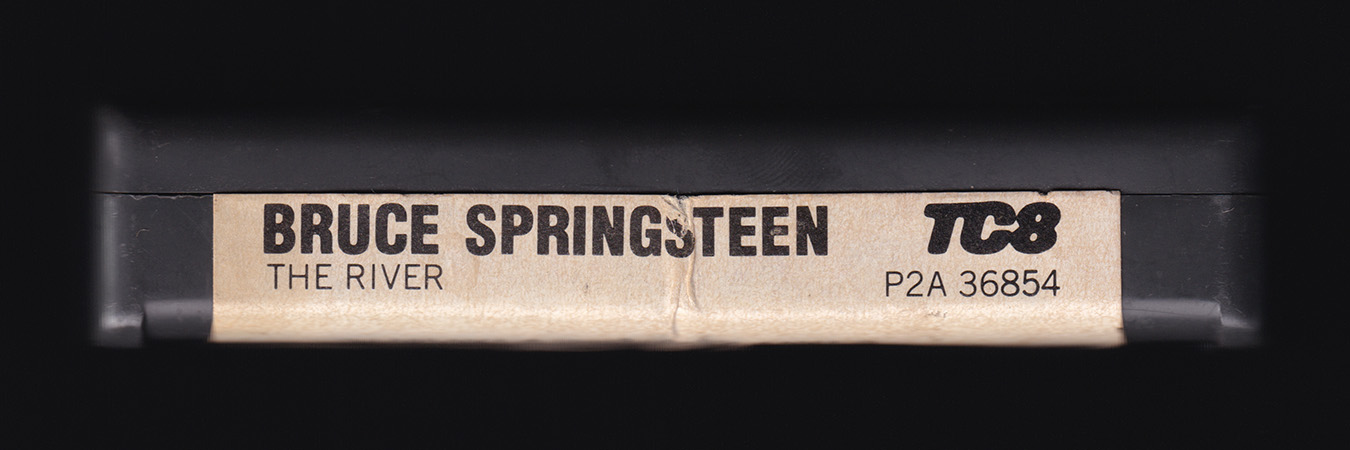 BRUCE SPRINGSTEEN TC8
THE RIVER P2A 36854